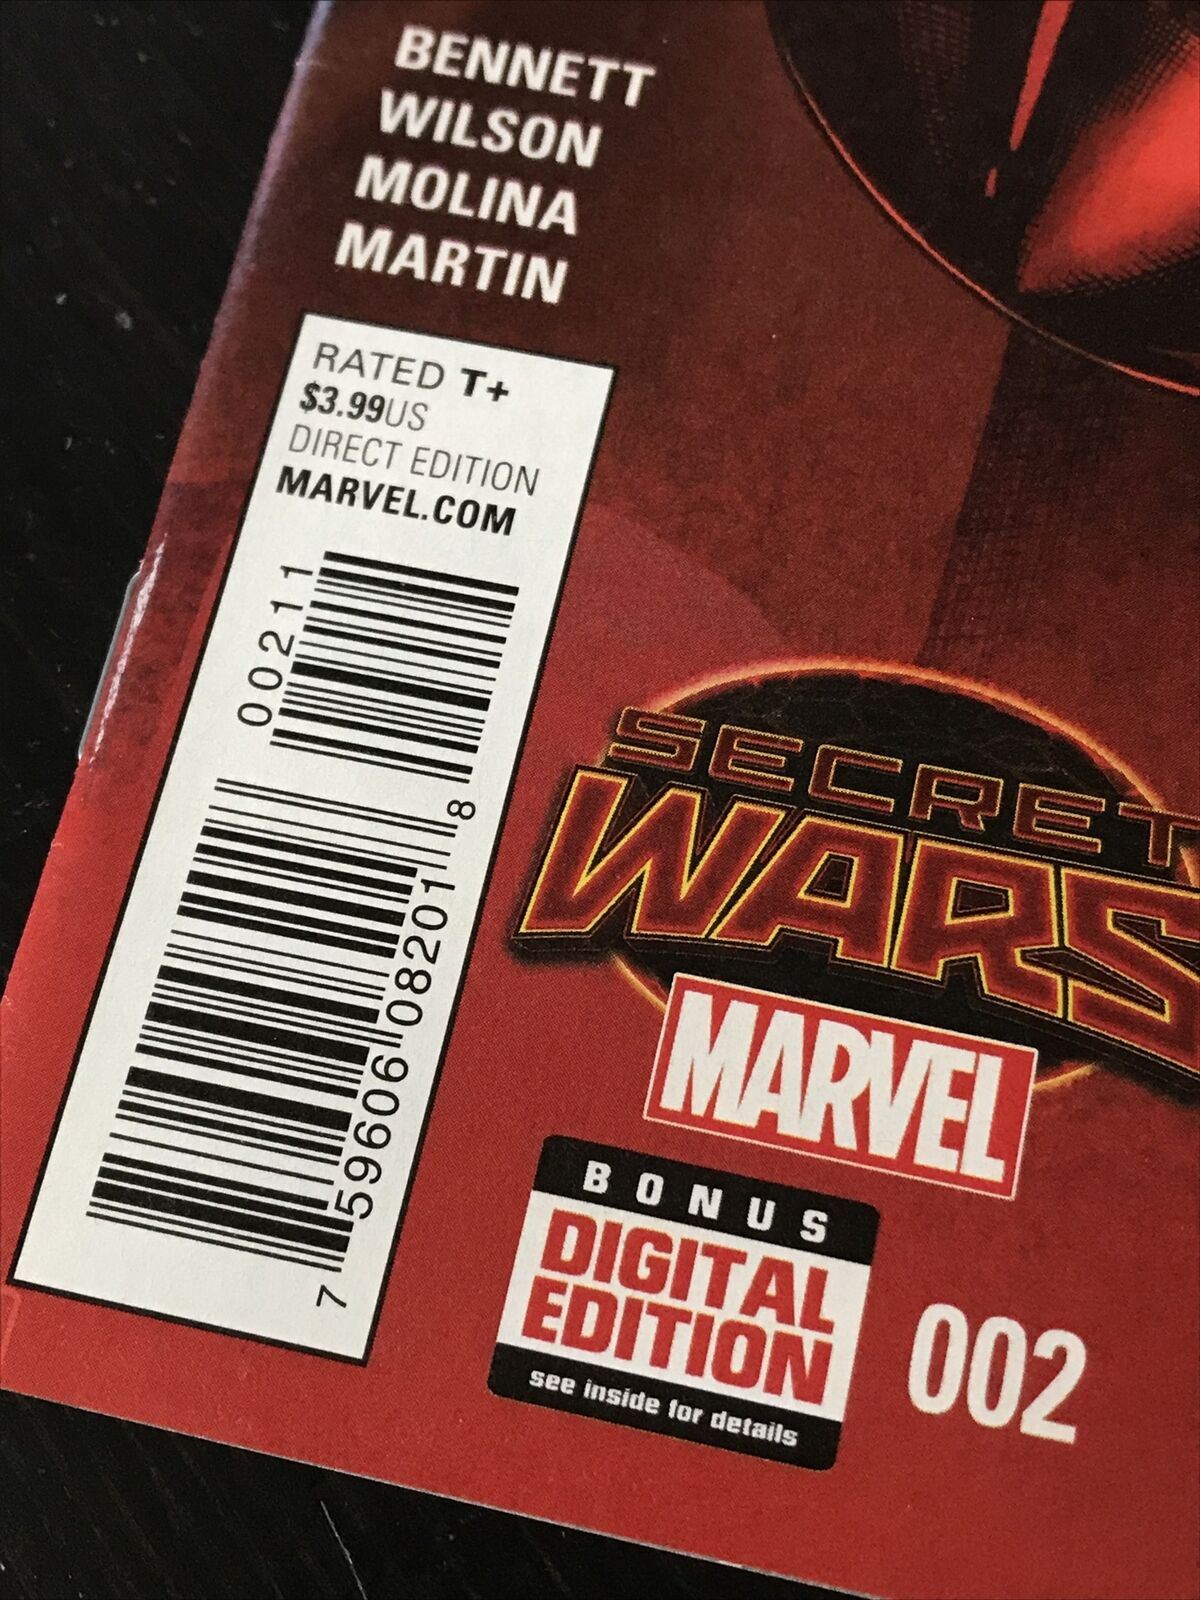 BENNETT
WILSON
MOLINA
MARTIN
RATED T+
$3.99US
DIRECT EDITION
MARVEL.COM
00211
7 59606 08201 8
SECRET
WARS
MARVEL
BONUS
DIGITAL
EDITION
see inside for details
002